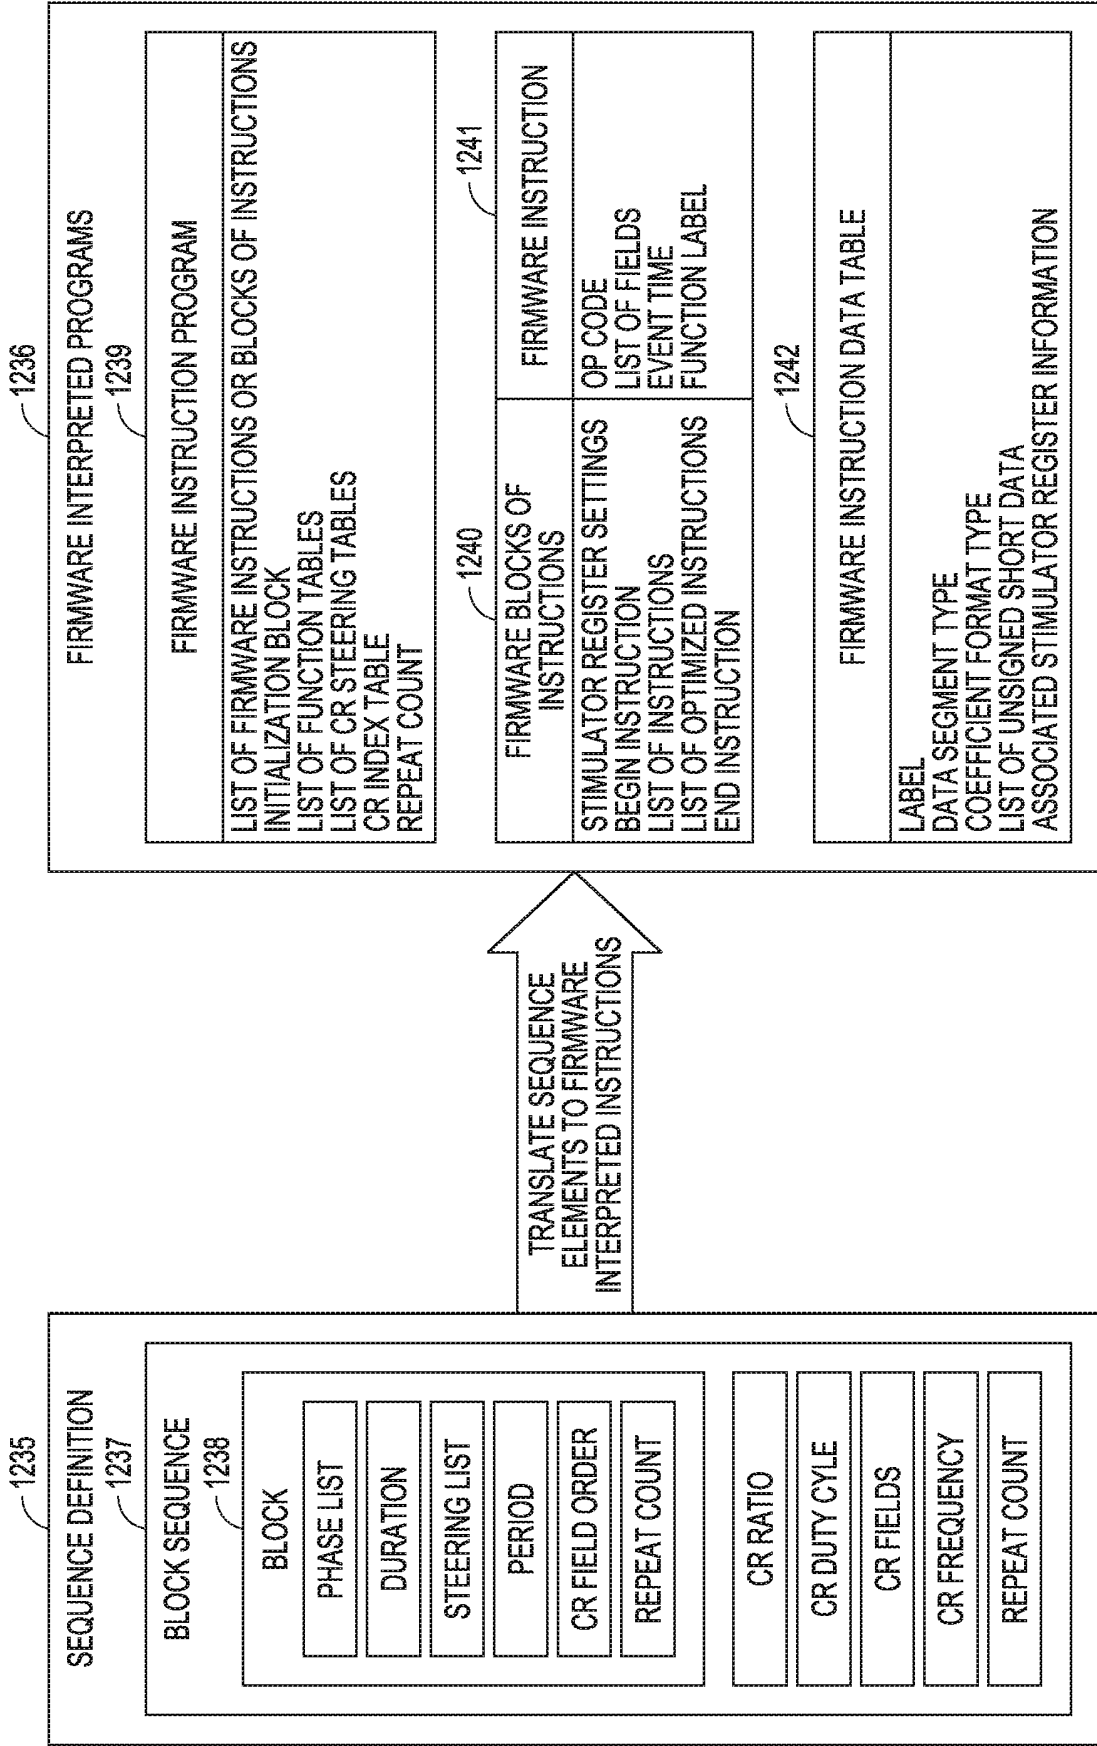 1235
SEQUENCE DEFINITION
1237
BLOCK SEQUENCE
1238
BLOCK
PHASE LIST
DURATION
STEERING LIST
PERIOD
CR FIELD ORDER
REPEAT COUNT
CR RATIO
CR DUTY CYLE
CR FIELDS
CR FREQUENCY
REPEAT COUNT
TRANSLATE SEQUENCE
ELEMENTS TO FIRMWARE
INTERPRETED INSTRUCTIONS
1236
FIRMWARE INTERPRETED PROGRAMS
1239
FIRMWARE INSTRUCTION PROGRAM
LIST OF FIRMWARE INSTRUCTIONS OR BLOCKS OF INSTRUCTIONS
INITIALIZATION BLOCK
LIST OF FUNCTION TABLES
LIST OF CR STEERING TABLES
CR INDEX TABLE
REPEAT COUNT
1240
FIRMWARE BLOCKS OF
INSTRUCTIONS
STIMULATOR REGISTER SETTINGS
BEGIN INSTRUCTION
LIST OF INSTRUCTIONS
LIST OF OPTIMIZED INSTRUCTIONS
END INSTRUCTION
1241
FIRMWARE INSTRUCTION
OP CODE
LIST OF FIELDS
EVENT TIME
FUNCTION LABEL
1242
FIRMWARE INSTRUCTION DATA TABLE
LABEL
DATA SEGMENT TYPE
COEFFICIENT FORMAT TYPE
LIST OF UNSIGNED SHORT DATA
ASSOCIATED STIMULATOR REGISTER INFORMATION